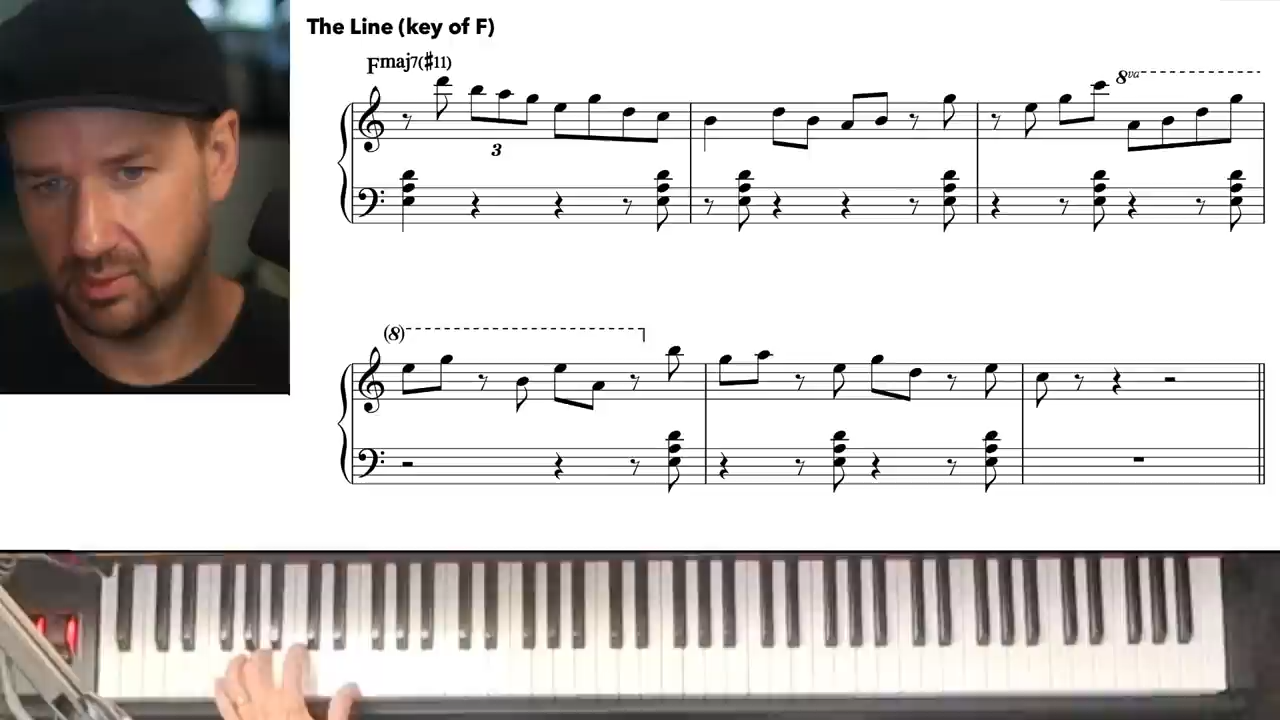 The Line (key of F)
Fmaj7(♯11)
8va
3
(8)